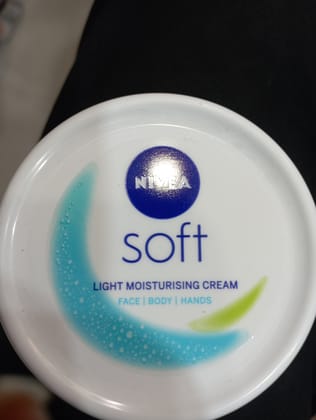 NIVEA
soft
LIGHT MOISTURISING CREAM
FACE | BODY | HANDS